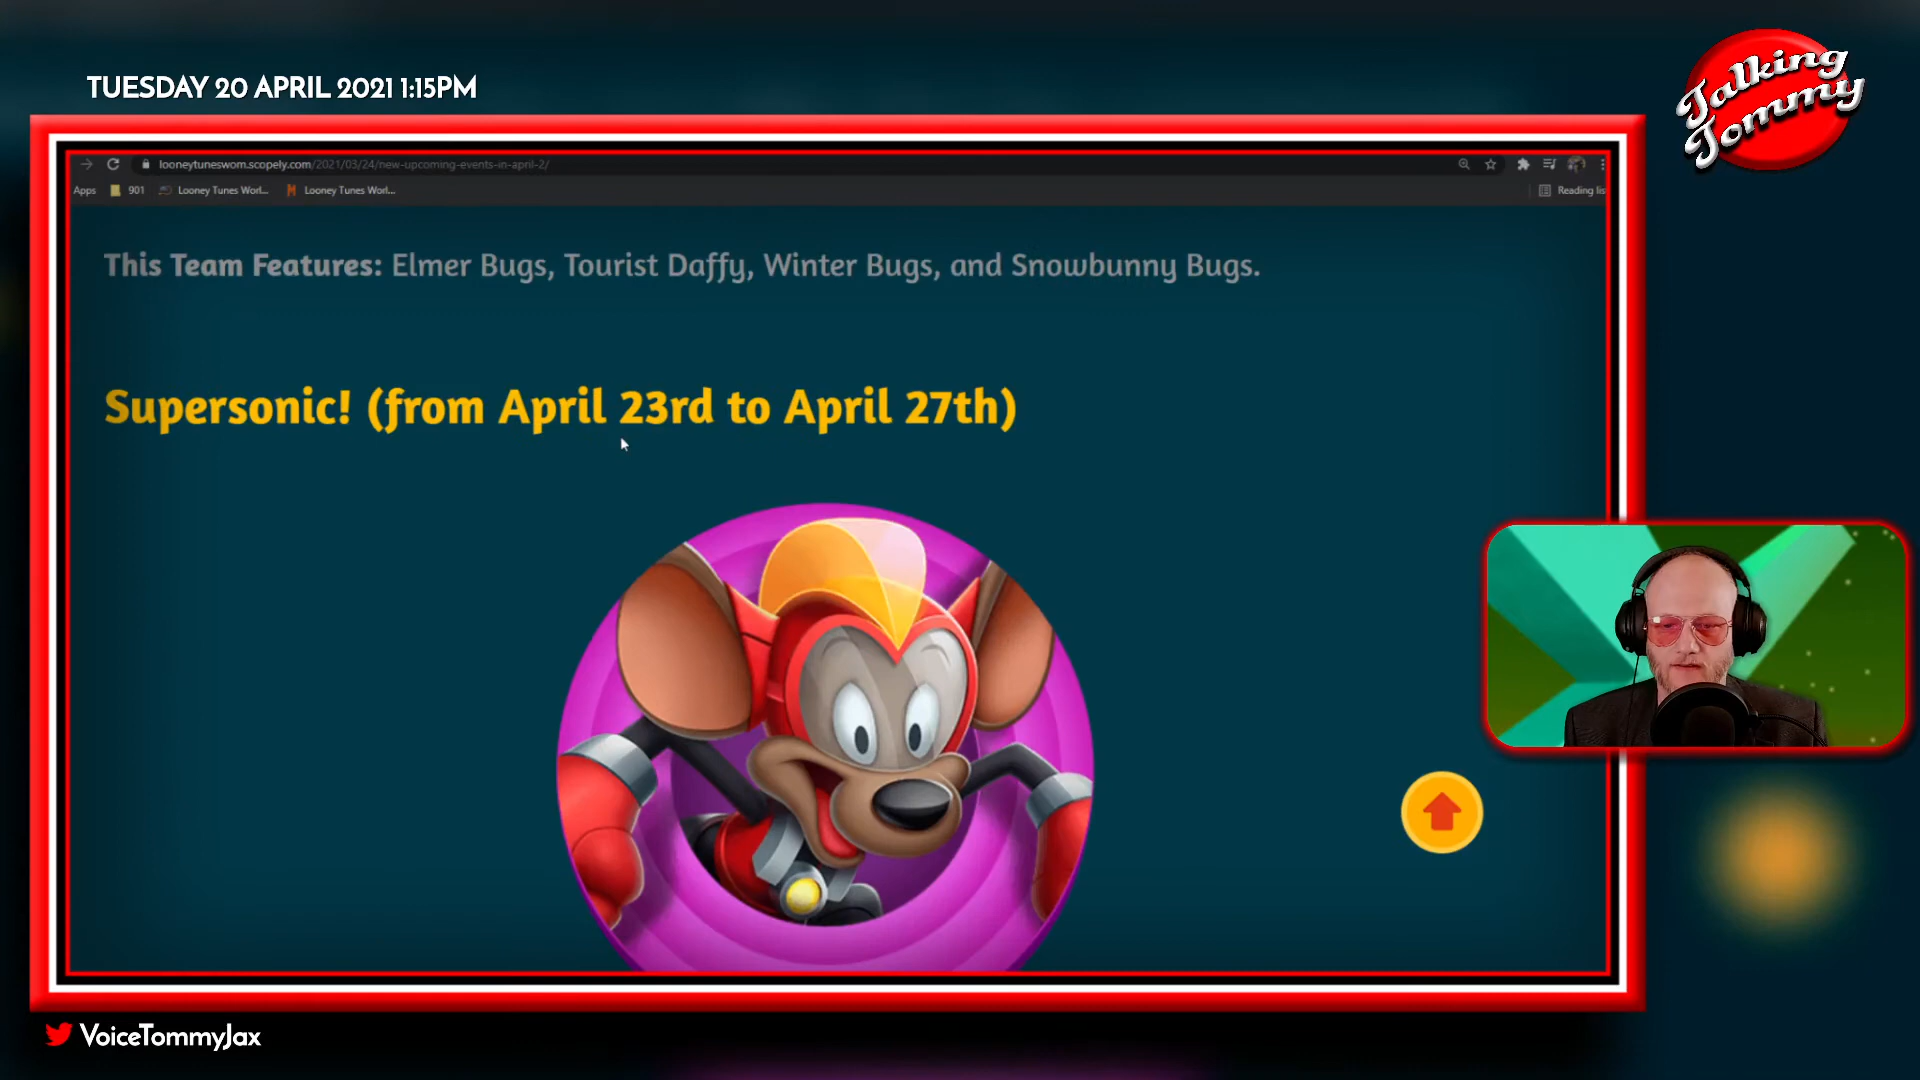 TUESDAY 20 APRIL 2021 1:15PM
Talking
Tommy
looneytuneswom.scopely.com/2021/03/24/new-upcoming-events-in-april-2/
Apps 901 Looney Tunes Worl... Looney Tunes Worl... Reading lis
This Team Features: Elmer Bugs, Tourist Daffy, Winter Bugs, and Snowbunny Bugs.
Supersonic! (from April 23rd to April 27th)
VoiceTommyJax